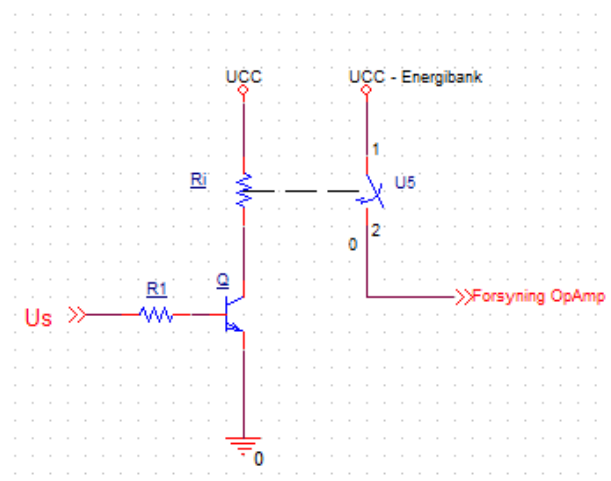 UCC
UCC - Energibank
1
Ri
U5
2
0
R1
Q
Us
Forsyning OpAmp
0